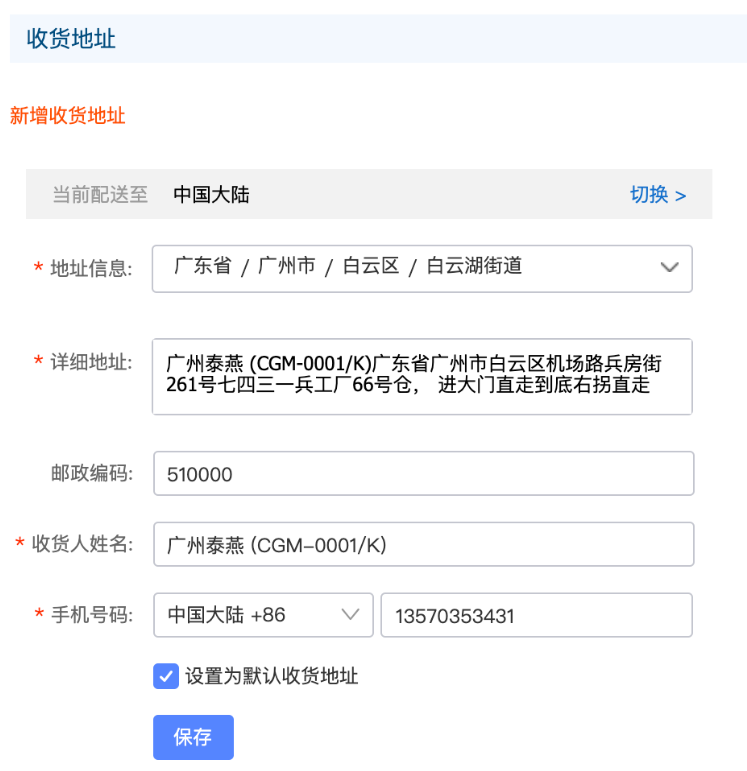 收货地址
新增收货地址
当前配送至 中国大陆 切换 >
* 地址信息: 广东省 / 广州市 / 白云区 / 白云湖街道
* 详细地址: 广州泰燕 (CGM-0001/K)广东省广州市白云区机场路兵房街
261号七四三一兵工厂66号仓， 进大门直走到底右拐直走
邮政编码: 510000
* 收货人姓名: 广州泰燕 (CGM-0001/K)
* 手机号码: 中国大陆 +86 13570353431
设置为默认收货地址
保存